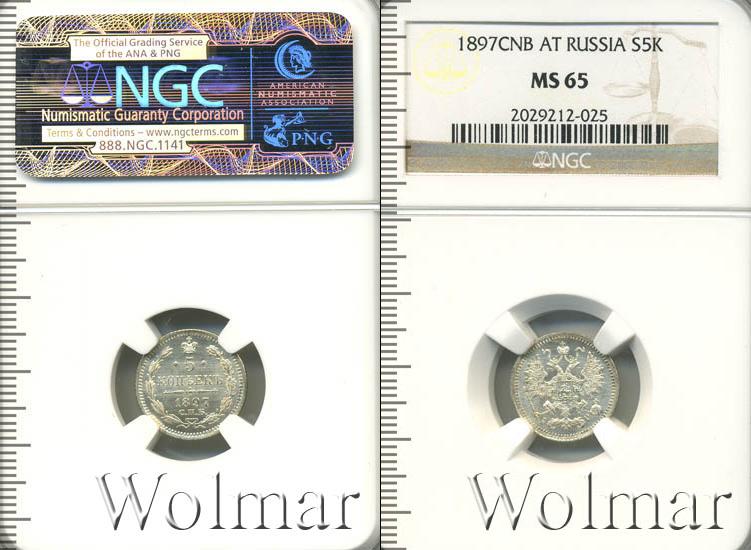 The Official Grading Service
of the ANA & PNG
NGC
Numismatic Guaranty Corporation
Terms & Conditions – www.ngcterms.com
888.NGC.1141
AMERICAN
NUMISMATIC
ASSOCIATION
P·N·G
1897CNB AT RUSSIA S5K
MS 65
2029212-025
NGC
5
КОПѢЕКЪ
1897
С.П.Б.
Wolmar
Wolmar